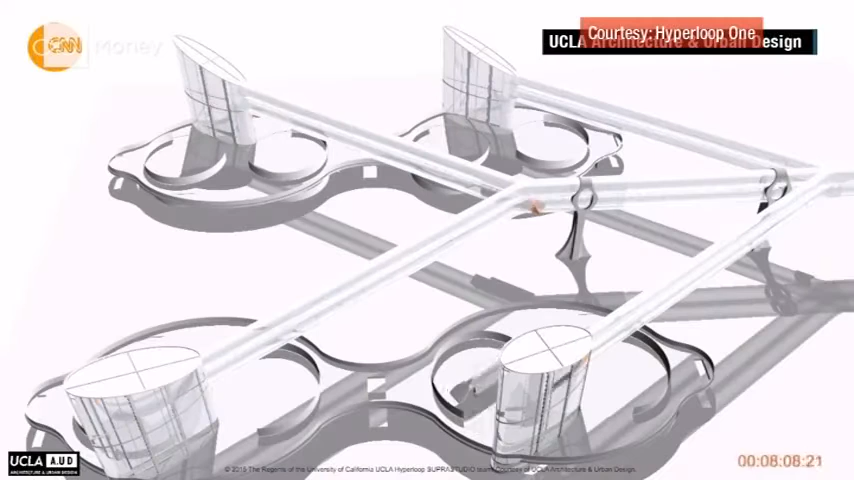 CNN Money
Courtesy: Hyperloop One
UCLA Architecture & Urban Design
UCLA A.UD
ARCHITECTURE & URBAN DESIGN
© 2015 The Regents of the University of California UCLA Hyperloop SUPRASTUDIO team Courtesy of UCLA Architecture & Urban Design.
00:08:08:21